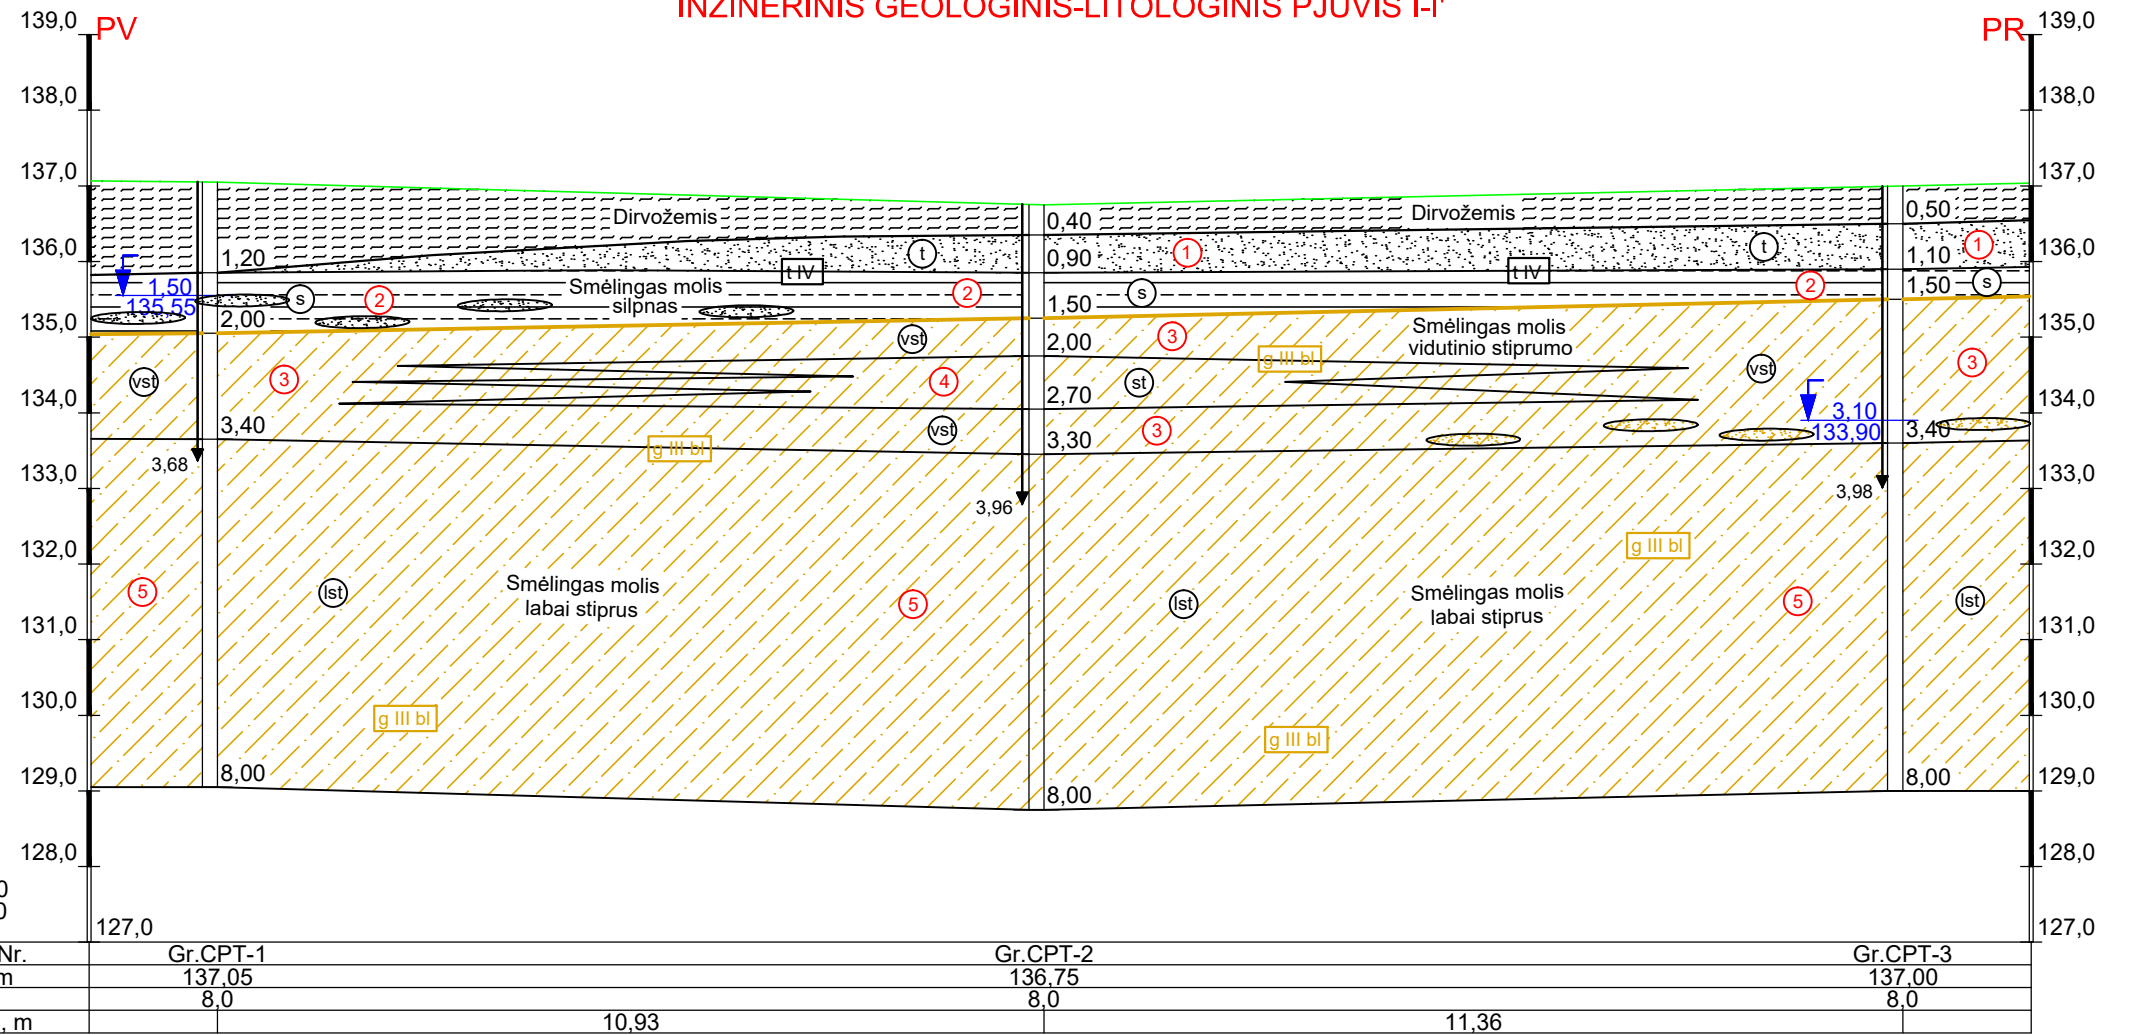 INŽINERINIS GEOLOGINIS-LITOLOGINIS PJŪVIS I-I'
139,0 PV PR 139,0
138,0 138,0
137,0 137,0
Dirvožemis 0,40 Dirvožemis 0,50
136,0 1,20 t 0,90 1 t 1 1,10 136,0
t IV t IV
1,50 s 2 Smėlingas molis 2 s 2 1,50 s
135,55 silpnas
135,0 2,00 1,50 135,0
vst 3 Smėlingas molis
2,00 g III bl vidutinio stiprumo
vst 3 4 st vst 3
134,0 2,70 134,0
3,40 vst 3 3,10
g III bl 3,30 133,90 3,40
3,68
133,0 133,0
3,96 3,98
132,0 g III bl 132,0
5 lst Smėlingas molis 5 lst Smėlingas molis 5 lst
labai stiprus labai stiprus
131,0 131,0
130,0 g III bl g III bl 130,0
129,0 8,00 8,00 8,00 129,0
128,0 128,0
0
0
127,0 127,0
Nr. Gr.CPT-1 Gr.CPT-2 Gr.CPT-3
m 137,05 136,75 137,00
8,0 8,0 8,0
, m 10,93 11,36